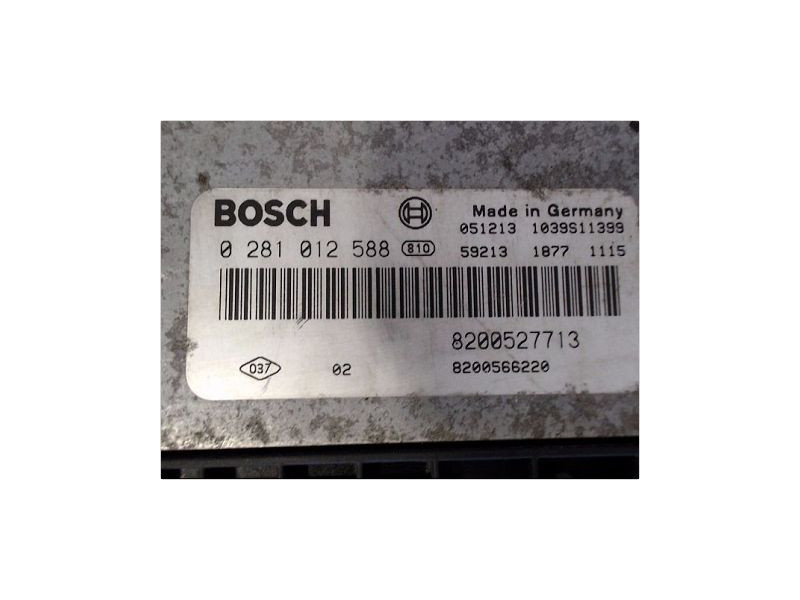 BOSCH
Made in Germany
051213 1039S11399
0 281 012 588 810
59213 1877 1115
8200527713
037 02 8200566220